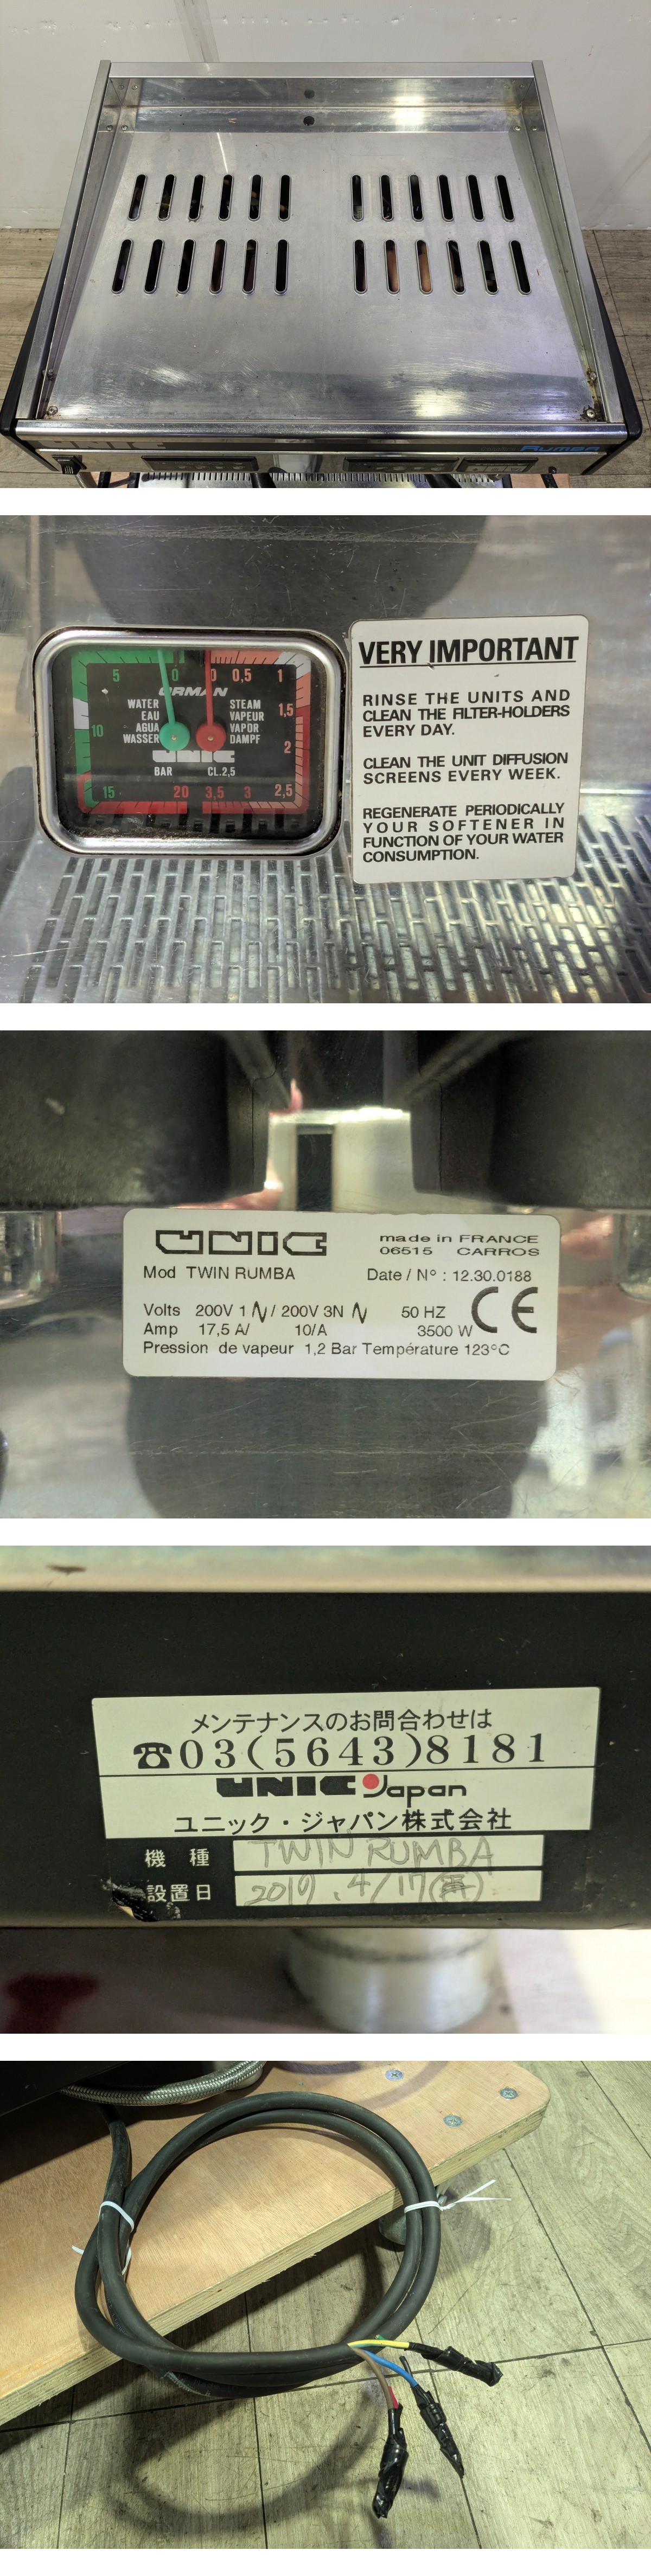 Rumba
5 0 0 0,5 1
ORMAN
WATER STEAM
EAU VAPEUR
AGUA VAPOR
WASSER DAMPF
1,5
10
2
UNIC
BAR CL.2,5
15 20 3,5 3 2,5
VERY IMPORTANT
RINSE THE UNITS AND
CLEAN THE FILTER-HOLDERS
EVERY DAY.
CLEAN THE UNIT DIFFUSION
SCREENS EVERY WEEK.
REGENERATE PERIODICALLY
YOUR SOFTENER IN
FUNCTION OF YOUR WATER
CONSUMPTION.
UNIC made in FRANCE
06515 CARROS
Mod TWIN RUMBA Date / N° : 12.30.0188
Volts 200V 1 / 200V 3N 50 HZ CE
Amp 17,5 A/ 10/A 3500 W
Pression de vapeur 1,2 Bar Température 123°C
メンテナンスのお問合わせは
☎03(5643)8181
UNIC Japan
ユニック・ジャパン株式会社
機 種 TWIN RUMBA
設置日 2019.4/17